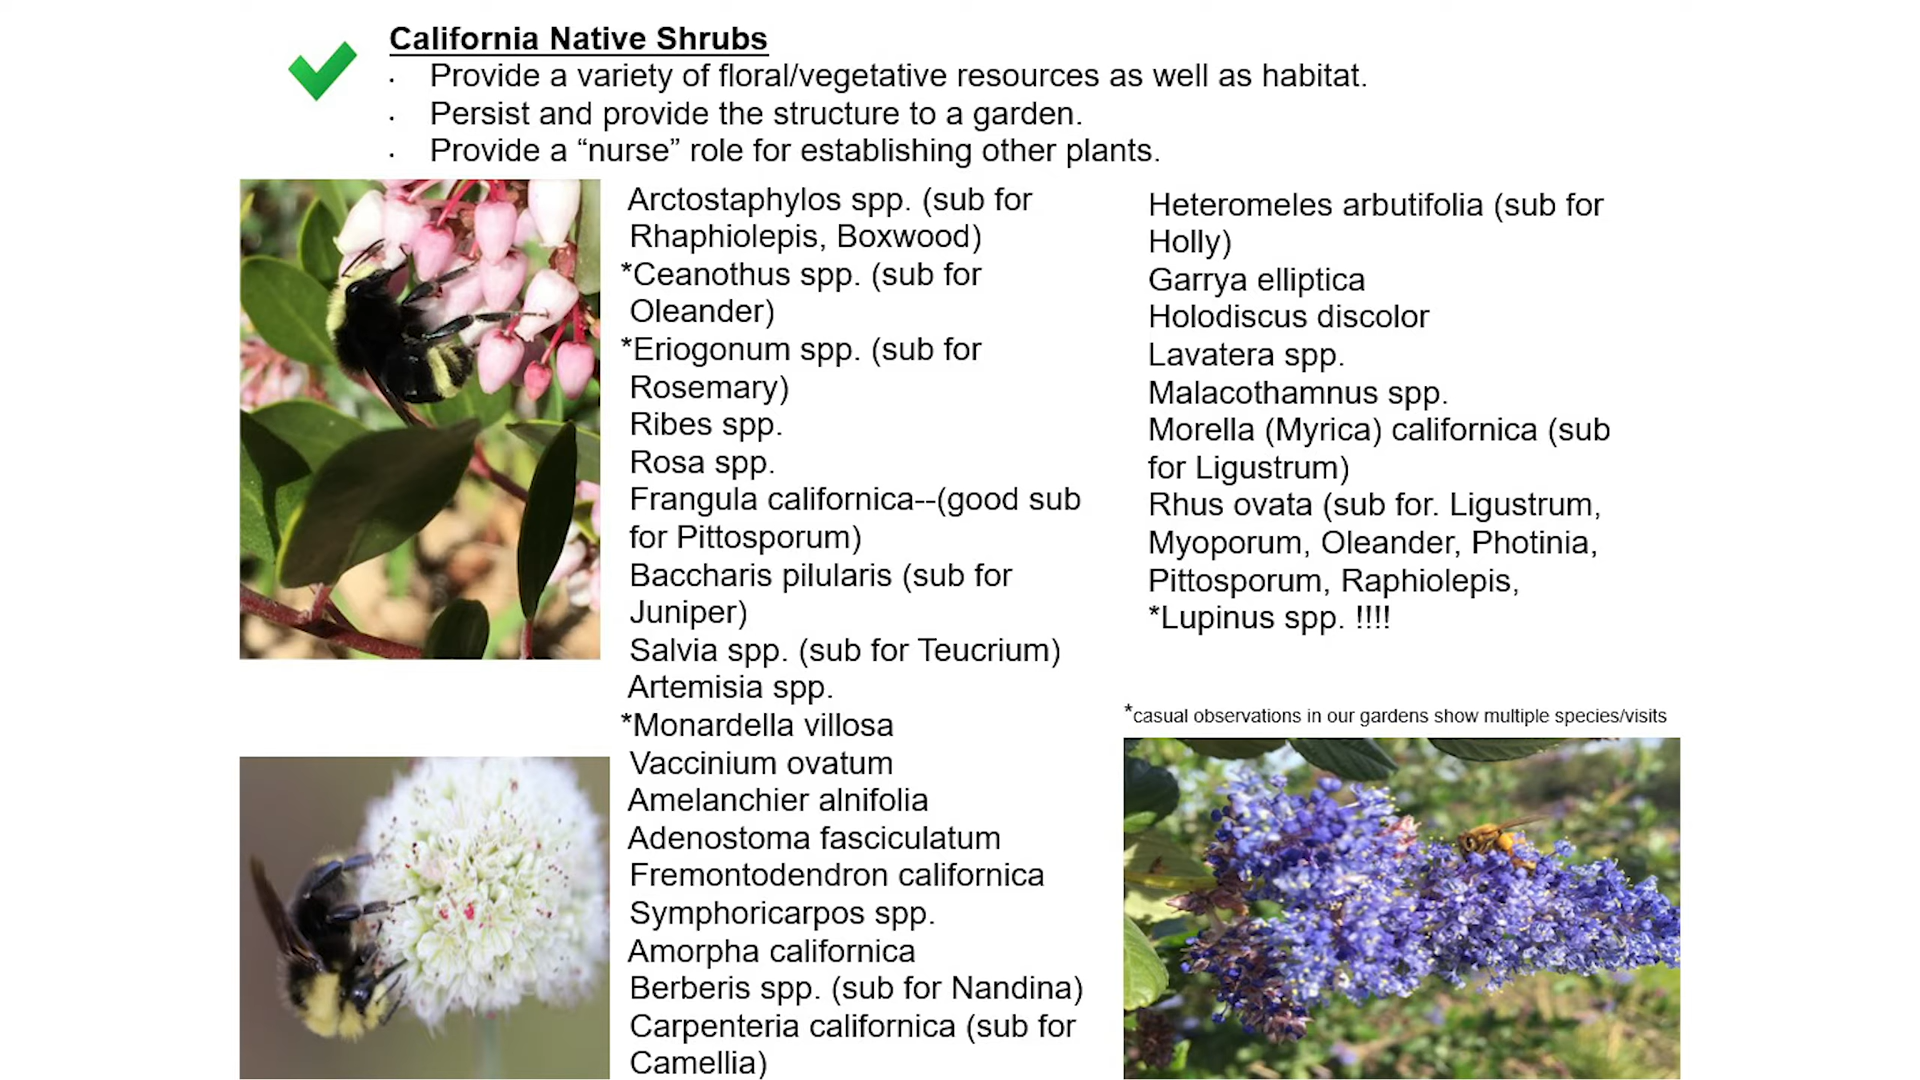 California Native Shrubs
· Provide a variety of floral/vegetative resources as well as habitat.
· Persist and provide the structure to a garden.
· Provide a “nurse” role for establishing other plants.
Arctostaphylos spp. (sub for
Rhaphiolepis, Boxwood)
*Ceanothus spp. (sub for
Oleander)
*Eriogonum spp. (sub for
Rosemary)
Ribes spp.
Rosa spp.
Frangula californica--(good sub
for Pittosporum)
Baccharis pilularis (sub for
Juniper)
Salvia spp. (sub for Teucrium)
Artemisia spp.
*Monardella villosa
Vaccinium ovatum
Amelanchier alnifolia
Adenostoma fasciculatum
Fremontodendron californica
Symphoricarpos spp.
Amorpha californica
Berberis spp. (sub for Nandina)
Carpenteria californica (sub for
Camellia)
Heteromeles arbutifolia (sub for
Holly)
Garrya elliptica
Holodiscus discolor
Lavatera spp.
Malacothamnus spp.
Morella (Myrica) californica (sub
for Ligustrum)
Rhus ovata (sub for. Ligustrum,
Myoporum, Oleander, Photinia,
Pittosporum, Raphiolepis,
*Lupinus spp. !!!!
*casual observations in our gardens show multiple species/visits